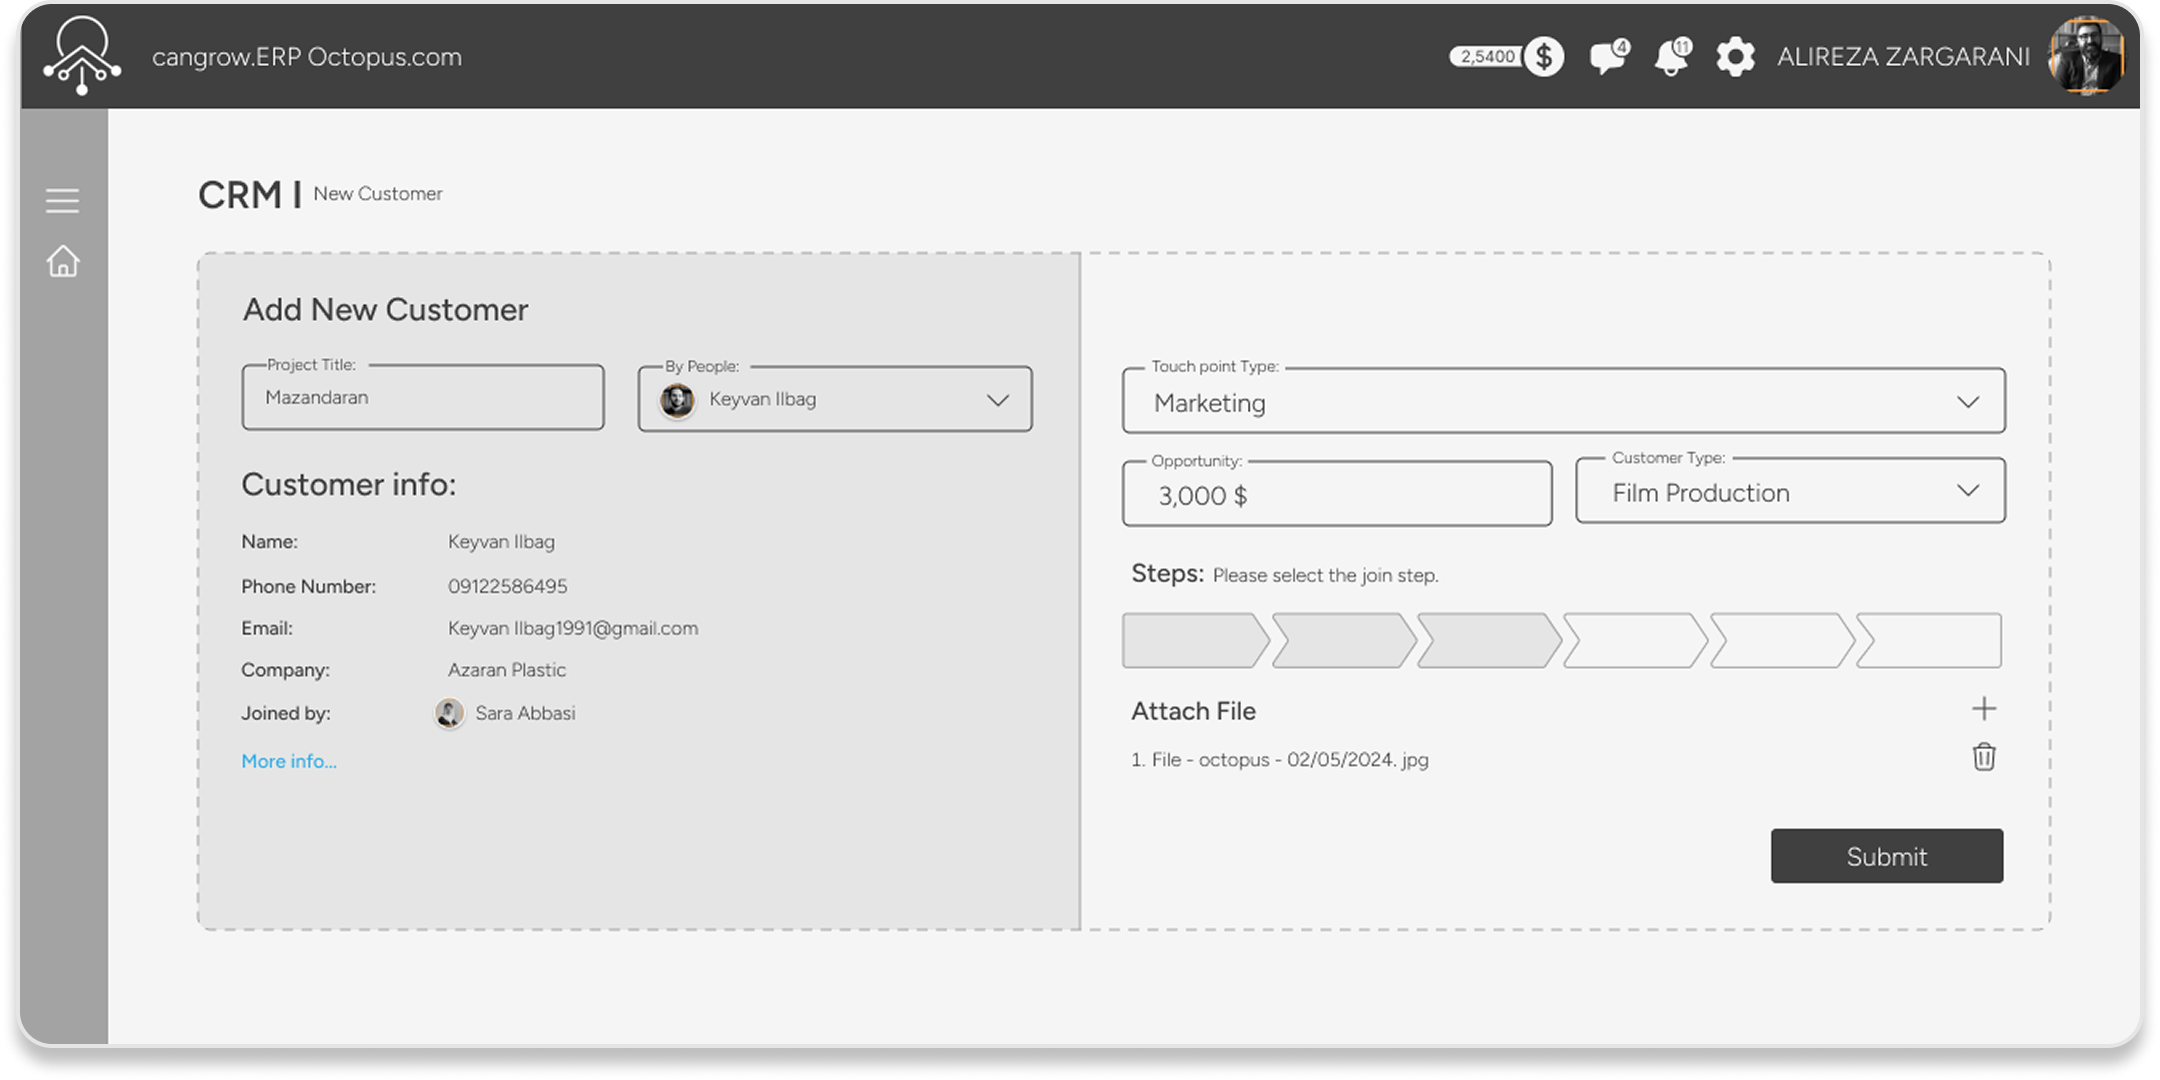 cangrow.ERP Octopus.com
2,5400 $
4
11
ALIREZA ZARGARANI
CRM | New Customer
Add New Customer
Project Title:
Mazandaran
By People:
Keyvan Ilbag
Customer info:
Name: Keyvan Ilbag
Phone Number: 09122586495
Email: Keyvan Ilbag1991@gmail.com
Company: Azaran Plastic
Joined by: Sara Abbasi
More info...
Touch point Type:
Marketing
Opportunity:
3,000 $
Customer Type:
Film Production
Steps: Please select the join step.
Attach File
1. File - octopus - 02/05/2024. jpg
Submit